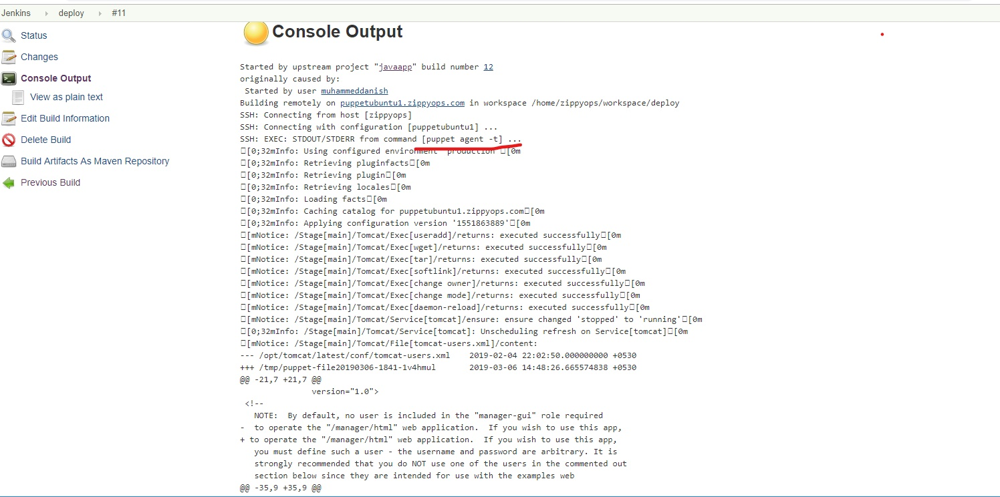 Jenkins deploy #11
Status
Changes
Console Output
View as plain text
Edit Build Information
Delete Build
Build Artifacts As Maven Repository
Previous Build
Console Output
Started by upstream project "javaapp" build number 12
originally caused by:
Started by user muhammeddanish
Building remotely on puppetubuntu1.zippyops.com in workspace /home/zippyops/workspace/deploy
SSH: Connecting from host [zippyops]
SSH: Connecting with configuration [puppetubuntu1] ...
SSH: EXEC: STDOUT/STDERR from command [puppet agent -t] ...
□[0;32mInfo: Using configured environment 'production'□[0m
□[0;32mInfo: Retrieving pluginfacts□[0m
□[0;32mInfo: Retrieving plugin□[0m
□[0;32mInfo: Retrieving locales□[0m
□[0;32mInfo: Loading facts□[0m
□[0;32mInfo: Caching catalog for puppetubuntu1.zippyops.com□[0m
□[0;32mInfo: Applying configuration version '1551863889'□[0m
□[mNotice: /Stage[main]/Tomcat/Exec[useradd]/returns: executed successfully□[0m
□[mNotice: /Stage[main]/Tomcat/Exec[wget]/returns: executed successfully□[0m
□[mNotice: /Stage[main]/Tomcat/Exec[tar]/returns: executed successfully□[0m
□[mNotice: /Stage[main]/Tomcat/Exec[softlink]/returns: executed successfully□[0m
□[mNotice: /Stage[main]/Tomcat/Exec[change owner]/returns: executed successfully□[0m
□[mNotice: /Stage[main]/Tomcat/Exec[change mode]/returns: executed successfully□[0m
□[mNotice: /Stage[main]/Tomcat/Exec[daemon-reload]/returns: executed successfully□[0m
□[mNotice: /Stage[main]/Tomcat/Service[tomcat]/ensure: ensure changed 'stopped' to 'running'□[0m
□[0;32mInfo: /Stage[main]/Tomcat/Service[tomcat]: Unscheduling refresh on Service[tomcat]□[0m
□[mNotice: /Stage[main]/Tomcat/File[tomcat-users.xml]/content:
--- /opt/tomcat/latest/conf/tomcat-users.xml 2019-02-04 22:02:50.000000000 +0530
+++ /tmp/puppet-file20190306-1841-1v4hmul 2019-03-06 14:48:26.665574838 +0530
@@ -21,7 +21,7 @@
version="1.0">
<!--
NOTE: By default, no user is included in the "manager-gui" role required
- to operate the "/manager/html" web application. If you wish to use this app,
+ to operate the "/manager/html" web application. If you wish to use this app,
you must define such a user - the username and password are arbitrary. It is
strongly recommended that you do NOT use one of the users in the commented out
section below since they are intended for use with the examples web
@@ -35,9 +35,9 @@